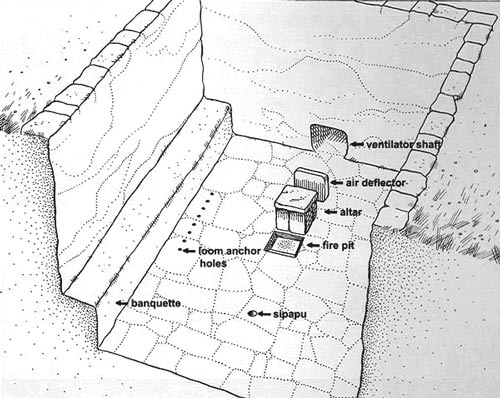 ventilator shaft
air deflector
altar
fire pit
loom anchor
holes
banquette
sipapu